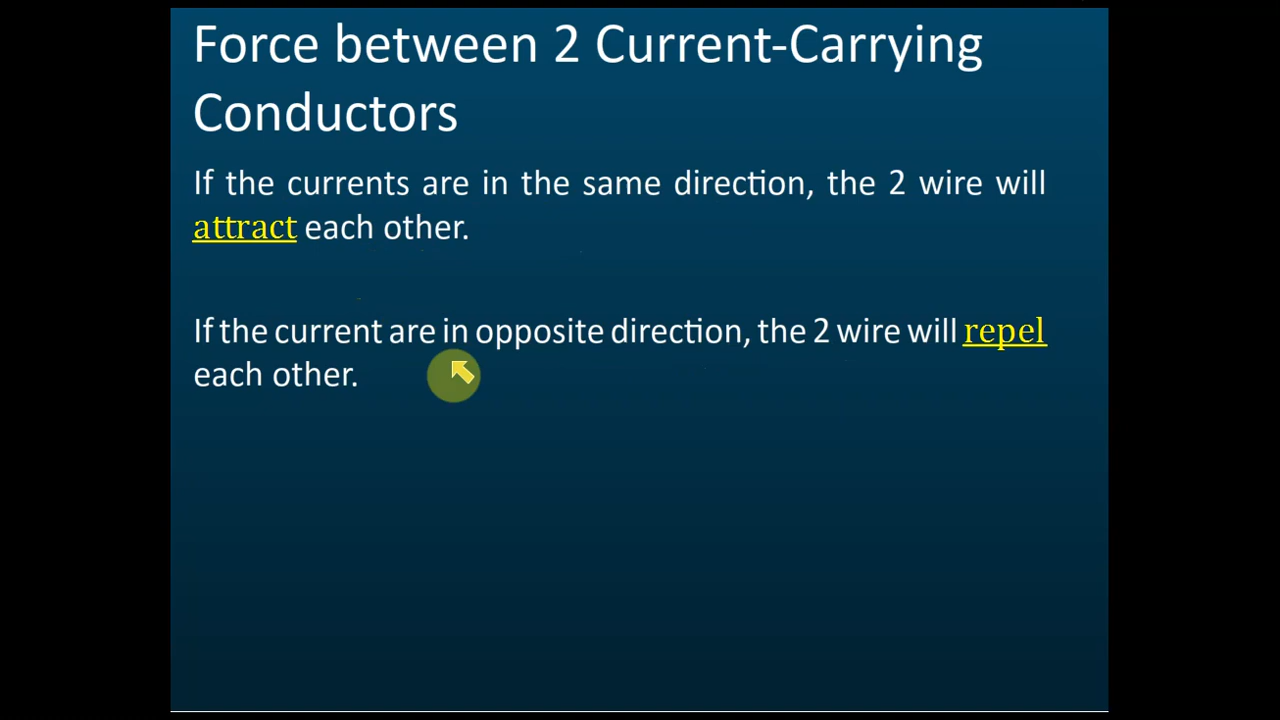 Force between 2 Current-Carrying
Conductors
If the currents are in the same direction, the 2 wire will
attract each other.
If the current are in opposite direction, the 2 wire will repel
each other.